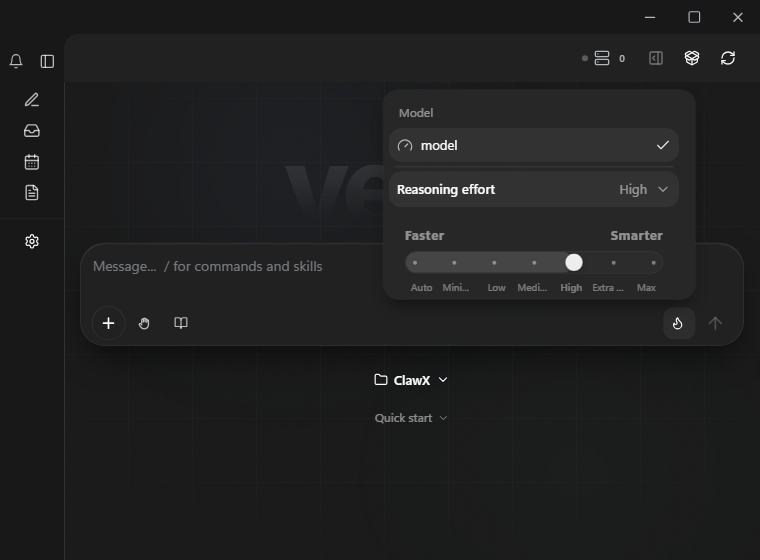 0
Model
model
Reasoning effort
High
Faster
Smarter
Auto
Mini...
Low
Medi...
High
Extra ...
Max
ve
Message... / for commands and skills
ClawX
Quick start